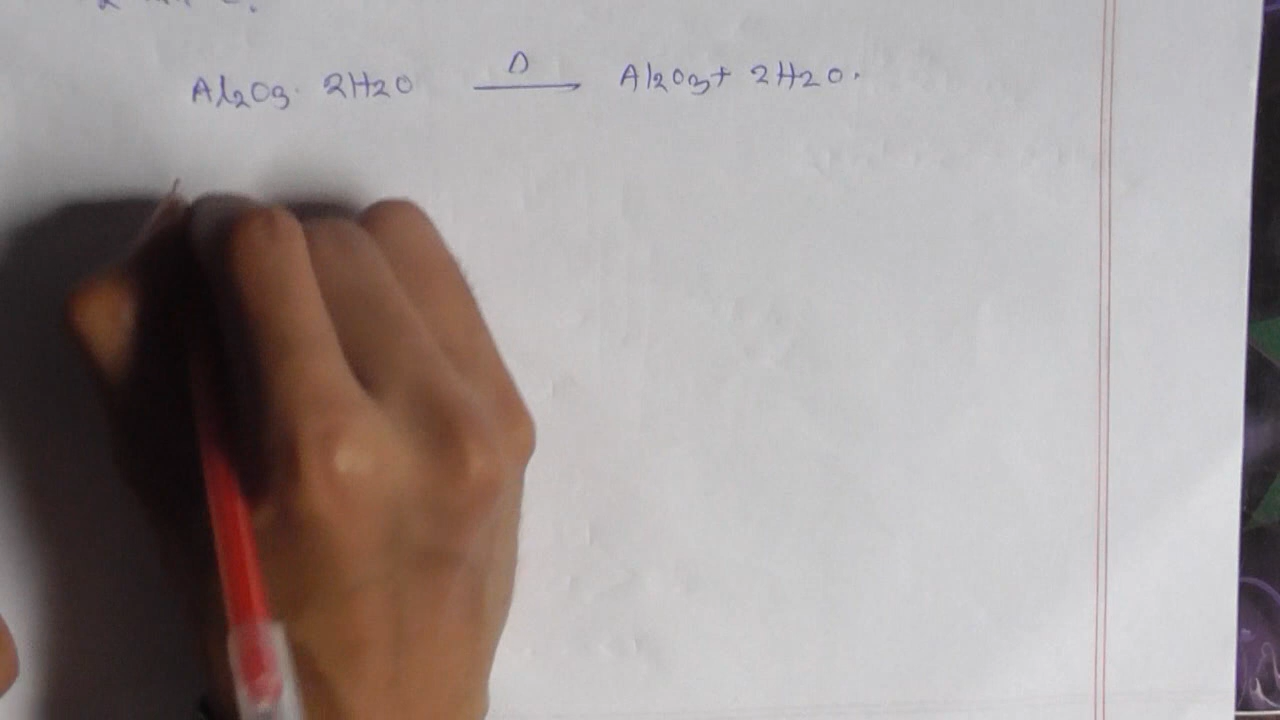 Al₂O₃. 2H₂O —Δ→ Al₂O₃ + 2H₂O.